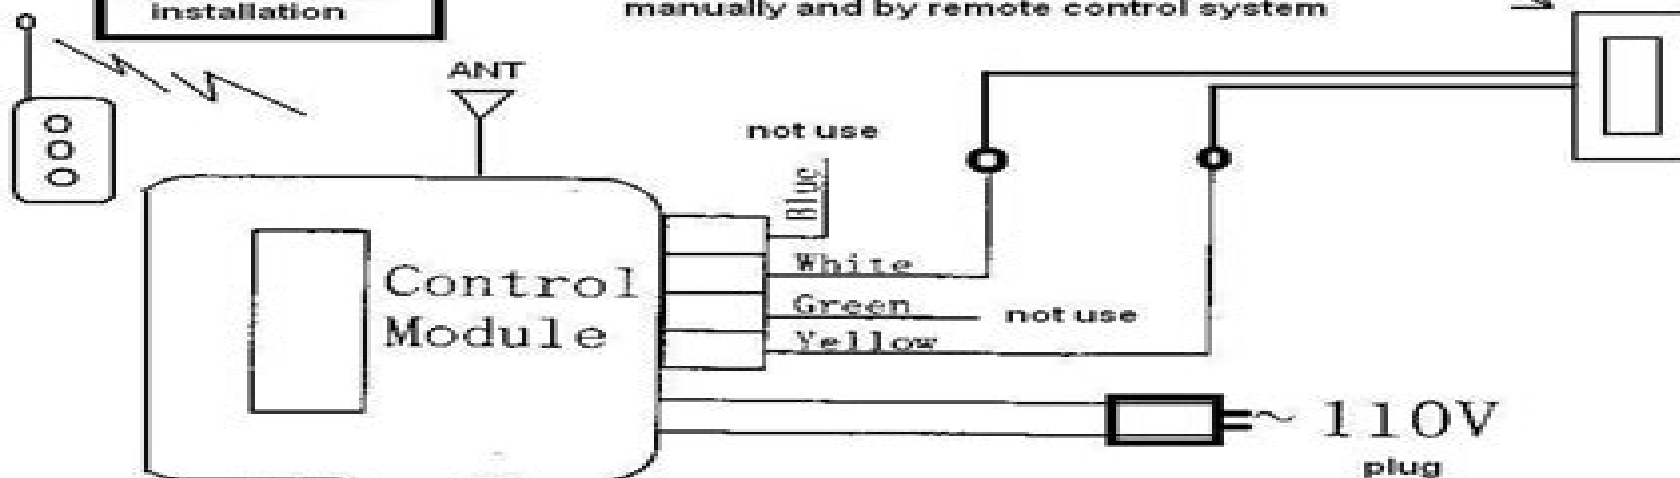 installation
manually and by remote control system
ANT
not use
Blue
White
Control
Module
Green
not use
Yellow
~ 110V
plug